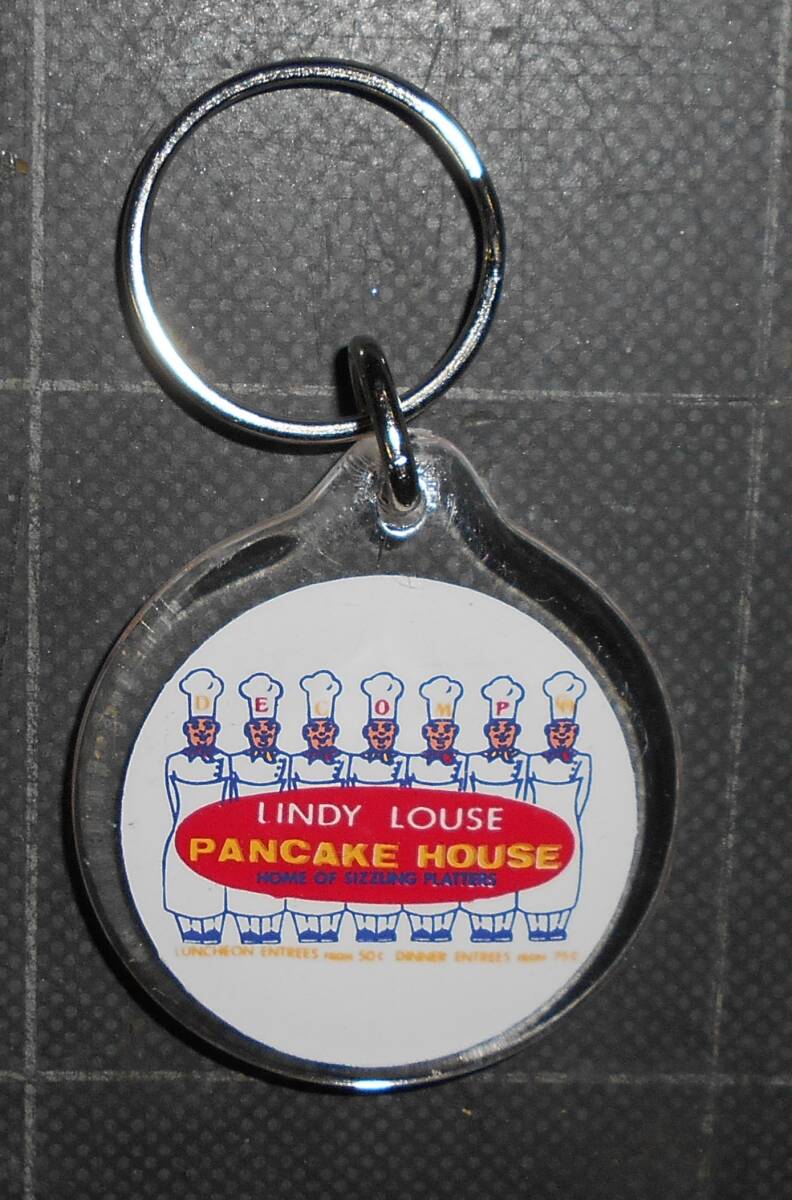 D E C O M P
LINDY LOUSE
PANCAKE HOUSE
HOME OF SIZZLING PLATTERS
LUNCHEON ENTREES FROM 50¢ DINNER ENTREES FROM 75¢